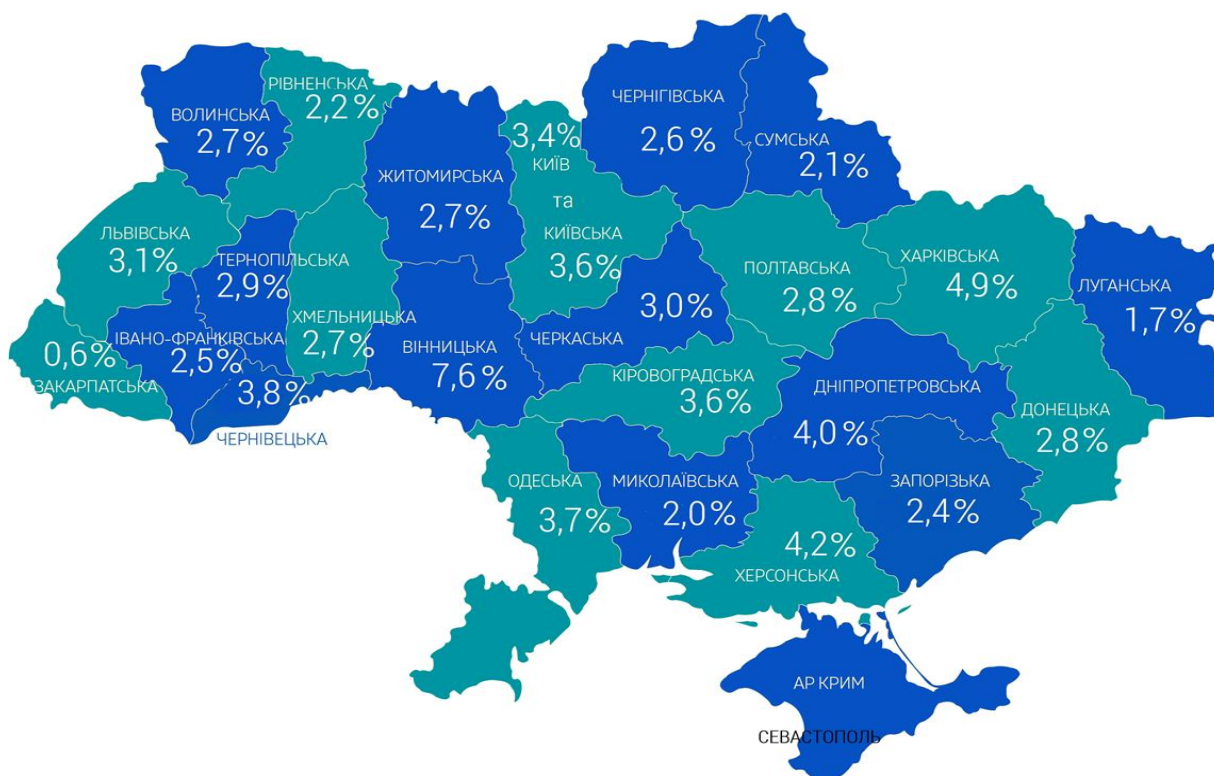 ВОЛИНСЬКА
2,7%
РІВНЕНСЬКА
2,2%
ЖИТОМИРСЬКА
2,7%
3,4%
КИЇВ
та
КИЇВСЬКА
3,6%
ЧЕРНІГІВСЬКА
2,6%
СУМСЬКА
2,1%
ЛЬВІВСЬКА
3,1%
ТЕРНОПІЛЬСЬКА
2,9%
ХМЕЛЬНИЦЬКА
2,7%
ВІННИЦЬКА
7,6%
3,0%
ЧЕРКАСЬКА
ПОЛТАВСЬКА
2,8%
ХАРКІВСЬКА
4,9%
ЛУГАНСЬКА
1,7%
0,6%
ЗАКАРПАТСЬКА
ІВАНО-ФРАНКІВСЬКА
2,5%
3,8%
ЧЕРНІВЕЦЬКА
КІРОВОГРАДСЬКА
3,6%
ДНІПРОПЕТРОВСЬКА
4,0%
ДОНЕЦЬКА
2,8%
ОДЕСЬКА
3,7%
МИКОЛАЇВСЬКА
2,0%
ЗАПОРІЗЬКА
2,4%
4,2%
ХЕРСОНСЬКА
АР КРИМ
СЕВАСТОПОЛЬ